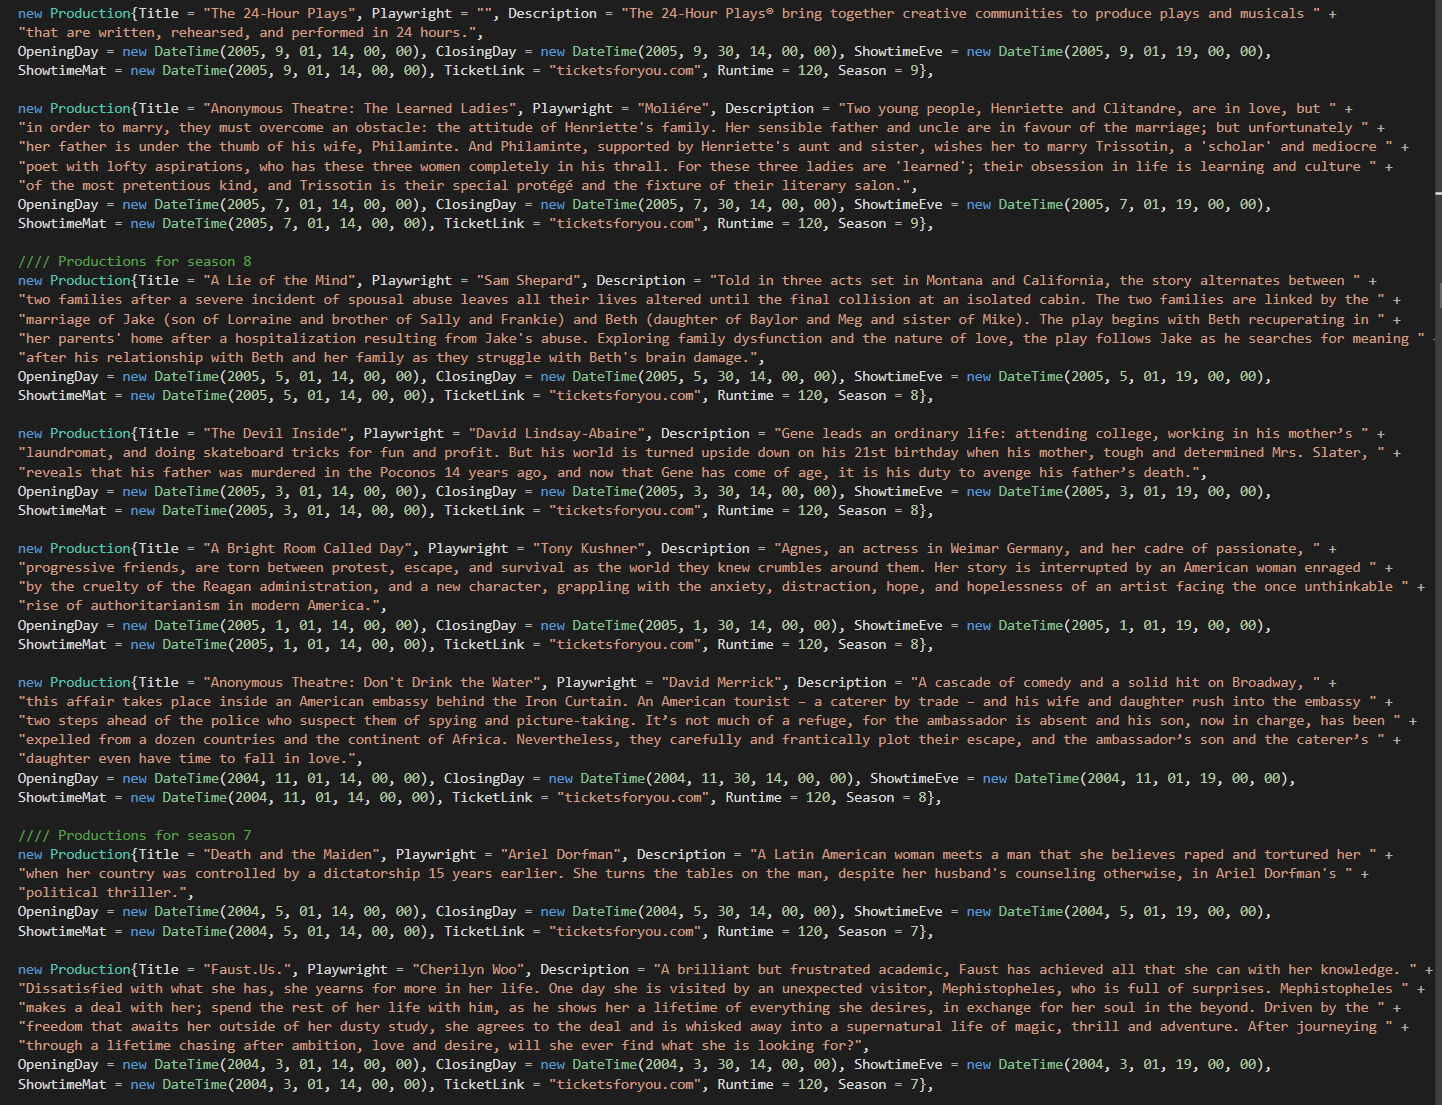 new Production{Title = "The 24-Hour Plays", Playwright = "", Description = "The 24-Hour Plays® bring together creative communities to produce plays and musicals " +
"that are written, rehearsed, and performed in 24 hours.",
OpeningDay = new DateTime(2005, 9, 01, 14, 00, 00), ClosingDay = new DateTime(2005, 9, 30, 14, 00, 00), ShowtimeEve = new DateTime(2005, 9, 01, 19, 00, 00),
ShowtimeMat = new DateTime(2005, 9, 01, 14, 00, 00), TicketLink = "ticketsforyou.com", Runtime = 120, Season = 9},
new Production{Title = "Anonymous Theatre: The Learned Ladies", Playwright = "Moliére", Description = "Two young people, Henriette and Clitandre, are in love, but " +
"in order to marry, they must overcome an obstacle: the attitude of Henriette's family. Her sensible father and uncle are in favour of the marriage; but unfortunately " +
"her father is under the thumb of his wife, Philaminte. And Philaminte, supported by Henriette's aunt and sister, wishes her to marry Trissotin, a 'scholar' and mediocre " +
"poet with lofty aspirations, who has these three women completely in his thrall. For these three ladies are 'learned'; their obsession in life is learning and culture " +
"of the most pretentious kind, and Trissotin is their special protégé and the fixture of their literary salon.",
OpeningDay = new DateTime(2005, 7, 01, 14, 00, 00), ClosingDay = new DateTime(2005, 7, 30, 14, 00, 00), ShowtimeEve = new DateTime(2005, 7, 01, 19, 00, 00),
ShowtimeMat = new DateTime(2005, 7, 01, 14, 00, 00), TicketLink = "ticketsforyou.com", Runtime = 120, Season = 9},
//// Productions for season 8
new Production{Title = "A Lie of the Mind", Playwright = "Sam Shepard", Description = "Told in three acts set in Montana and California, the story alternates between " +
"two families after a severe incident of spousal abuse leaves all their lives altered until the final collision at an isolated cabin. The two families are linked by the " +
"marriage of Jake (son of Lorraine and brother of Sally and Frankie) and Beth (daughter of Baylor and Meg and sister of Mike). The play begins with Beth recuperating in " +
"her parents' home after a hospitalization resulting from Jake's abuse. Exploring family dysfunction and the nature of love, the play follows Jake as he searches for meaning "
"after his relationship with Beth and her family as they struggle with Beth's brain damage.",
OpeningDay = new DateTime(2005, 5, 01, 14, 00, 00), ClosingDay = new DateTime(2005, 5, 30, 14, 00, 00), ShowtimeEve = new DateTime(2005, 5, 01, 19, 00, 00),
ShowtimeMat = new DateTime(2005, 5, 01, 14, 00, 00), TicketLink = "ticketsforyou.com", Runtime = 120, Season = 8},
new Production{Title = "The Devil Inside", Playwright = "David Lindsay-Abaire", Description = "Gene leads an ordinary life: attending college, working in his mother’s " +
"laundromat, and doing skateboard tricks for fun and profit. But his world is turned upside down on his 21st birthday when his mother, tough and determined Mrs. Slater, " +
"reveals that his father was murdered in the Poconos 14 years ago, and now that Gene has come of age, it is his duty to avenge his father’s death.",
OpeningDay = new DateTime(2005, 3, 01, 14, 00, 00), ClosingDay = new DateTime(2005, 3, 30, 14, 00, 00), ShowtimeEve = new DateTime(2005, 3, 01, 19, 00, 00),
ShowtimeMat = new DateTime(2005, 3, 01, 14, 00, 00), TicketLink = "ticketsforyou.com", Runtime = 120, Season = 8},
new Production{Title = "A Bright Room Called Day", Playwright = "Tony Kushner", Description = "Agnes, an actress in Weimar Germany, and her cadre of passionate, " +
"progressive friends, are torn between protest, escape, and survival as the world they knew crumbles around them. Her story is interrupted by an American woman enraged " +
"by the cruelty of the Reagan administration, and a new character, grappling with the anxiety, distraction, hope, and hopelessness of an artist facing the once unthinkable " +
"rise of authoritarianism in modern America.",
OpeningDay = new DateTime(2005, 1, 01, 14, 00, 00), ClosingDay = new DateTime(2005, 1, 30, 14, 00, 00), ShowtimeEve = new DateTime(2005, 1, 01, 19, 00, 00),
ShowtimeMat = new DateTime(2005, 1, 01, 14, 00, 00), TicketLink = "ticketsforyou.com", Runtime = 120, Season = 8},
new Production{Title = "Anonymous Theatre: Don't Drink the Water", Playwright = "David Merrick", Description = "A cascade of comedy and a solid hit on Broadway, " +
"this affair takes place inside an American embassy behind the Iron Curtain. An American tourist – a caterer by trade – and his wife and daughter rush into the embassy " +
"two steps ahead of the police who suspect them of spying and picture-taking. It’s not much of a refuge, for the ambassador is absent and his son, now in charge, has been " +
"expelled from a dozen countries and the continent of Africa. Nevertheless, they carefully and frantically plot their escape, and the ambassador’s son and the caterer’s " +
"daughter even have time to fall in love.",
OpeningDay = new DateTime(2004, 11, 01, 14, 00, 00), ClosingDay = new DateTime(2004, 11, 30, 14, 00, 00), ShowtimeEve = new DateTime(2004, 11, 01, 19, 00, 00),
ShowtimeMat = new DateTime(2004, 11, 01, 14, 00, 00), TicketLink = "ticketsforyou.com", Runtime = 120, Season = 8},
//// Productions for season 7
new Production{Title = "Death and the Maiden", Playwright = "Ariel Dorfman", Description = "A Latin American woman meets a man that she believes raped and tortured her " +
"when her country was controlled by a dictatorship 15 years earlier. She turns the tables on the man, despite her husband's counseling otherwise, in Ariel Dorfman's " +
"political thriller.",
OpeningDay = new DateTime(2004, 5, 01, 14, 00, 00), ClosingDay = new DateTime(2004, 5, 30, 14, 00, 00), ShowtimeEve = new DateTime(2004, 5, 01, 19, 00, 00),
ShowtimeMat = new DateTime(2004, 5, 01, 14, 00, 00), TicketLink = "ticketsforyou.com", Runtime = 120, Season = 7},
new Production{Title = "Faust.Us.", Playwright = "Cherilyn Woo", Description = "A brilliant but frustrated academic, Faust has achieved all that she can with her knowledge. " +
"Dissatisfied with what she has, she yearns for more in her life. One day she is visited by an unexpected visitor, Mephistopheles, who is full of surprises. Mephistopheles " +
"makes a deal with her; spend the rest of her life with him, as he shows her a lifetime of everything she desires, in exchange for her soul in the beyond. Driven by the " +
"freedom that awaits her outside of her dusty study, she agrees to the deal and is whisked away into a supernatural life of magic, thrill and adventure. After journeying " +
"through a lifetime chasing after ambition, love and desire, will she ever find what she is looking for?",
OpeningDay = new DateTime(2004, 3, 01, 14, 00, 00), ClosingDay = new DateTime(2004, 3, 30, 14, 00, 00), ShowtimeEve = new DateTime(2004, 3, 01, 19, 00, 00),
ShowtimeMat = new DateTime(2004, 3, 01, 14, 00, 00), TicketLink = "ticketsforyou.com", Runtime = 120, Season = 7},